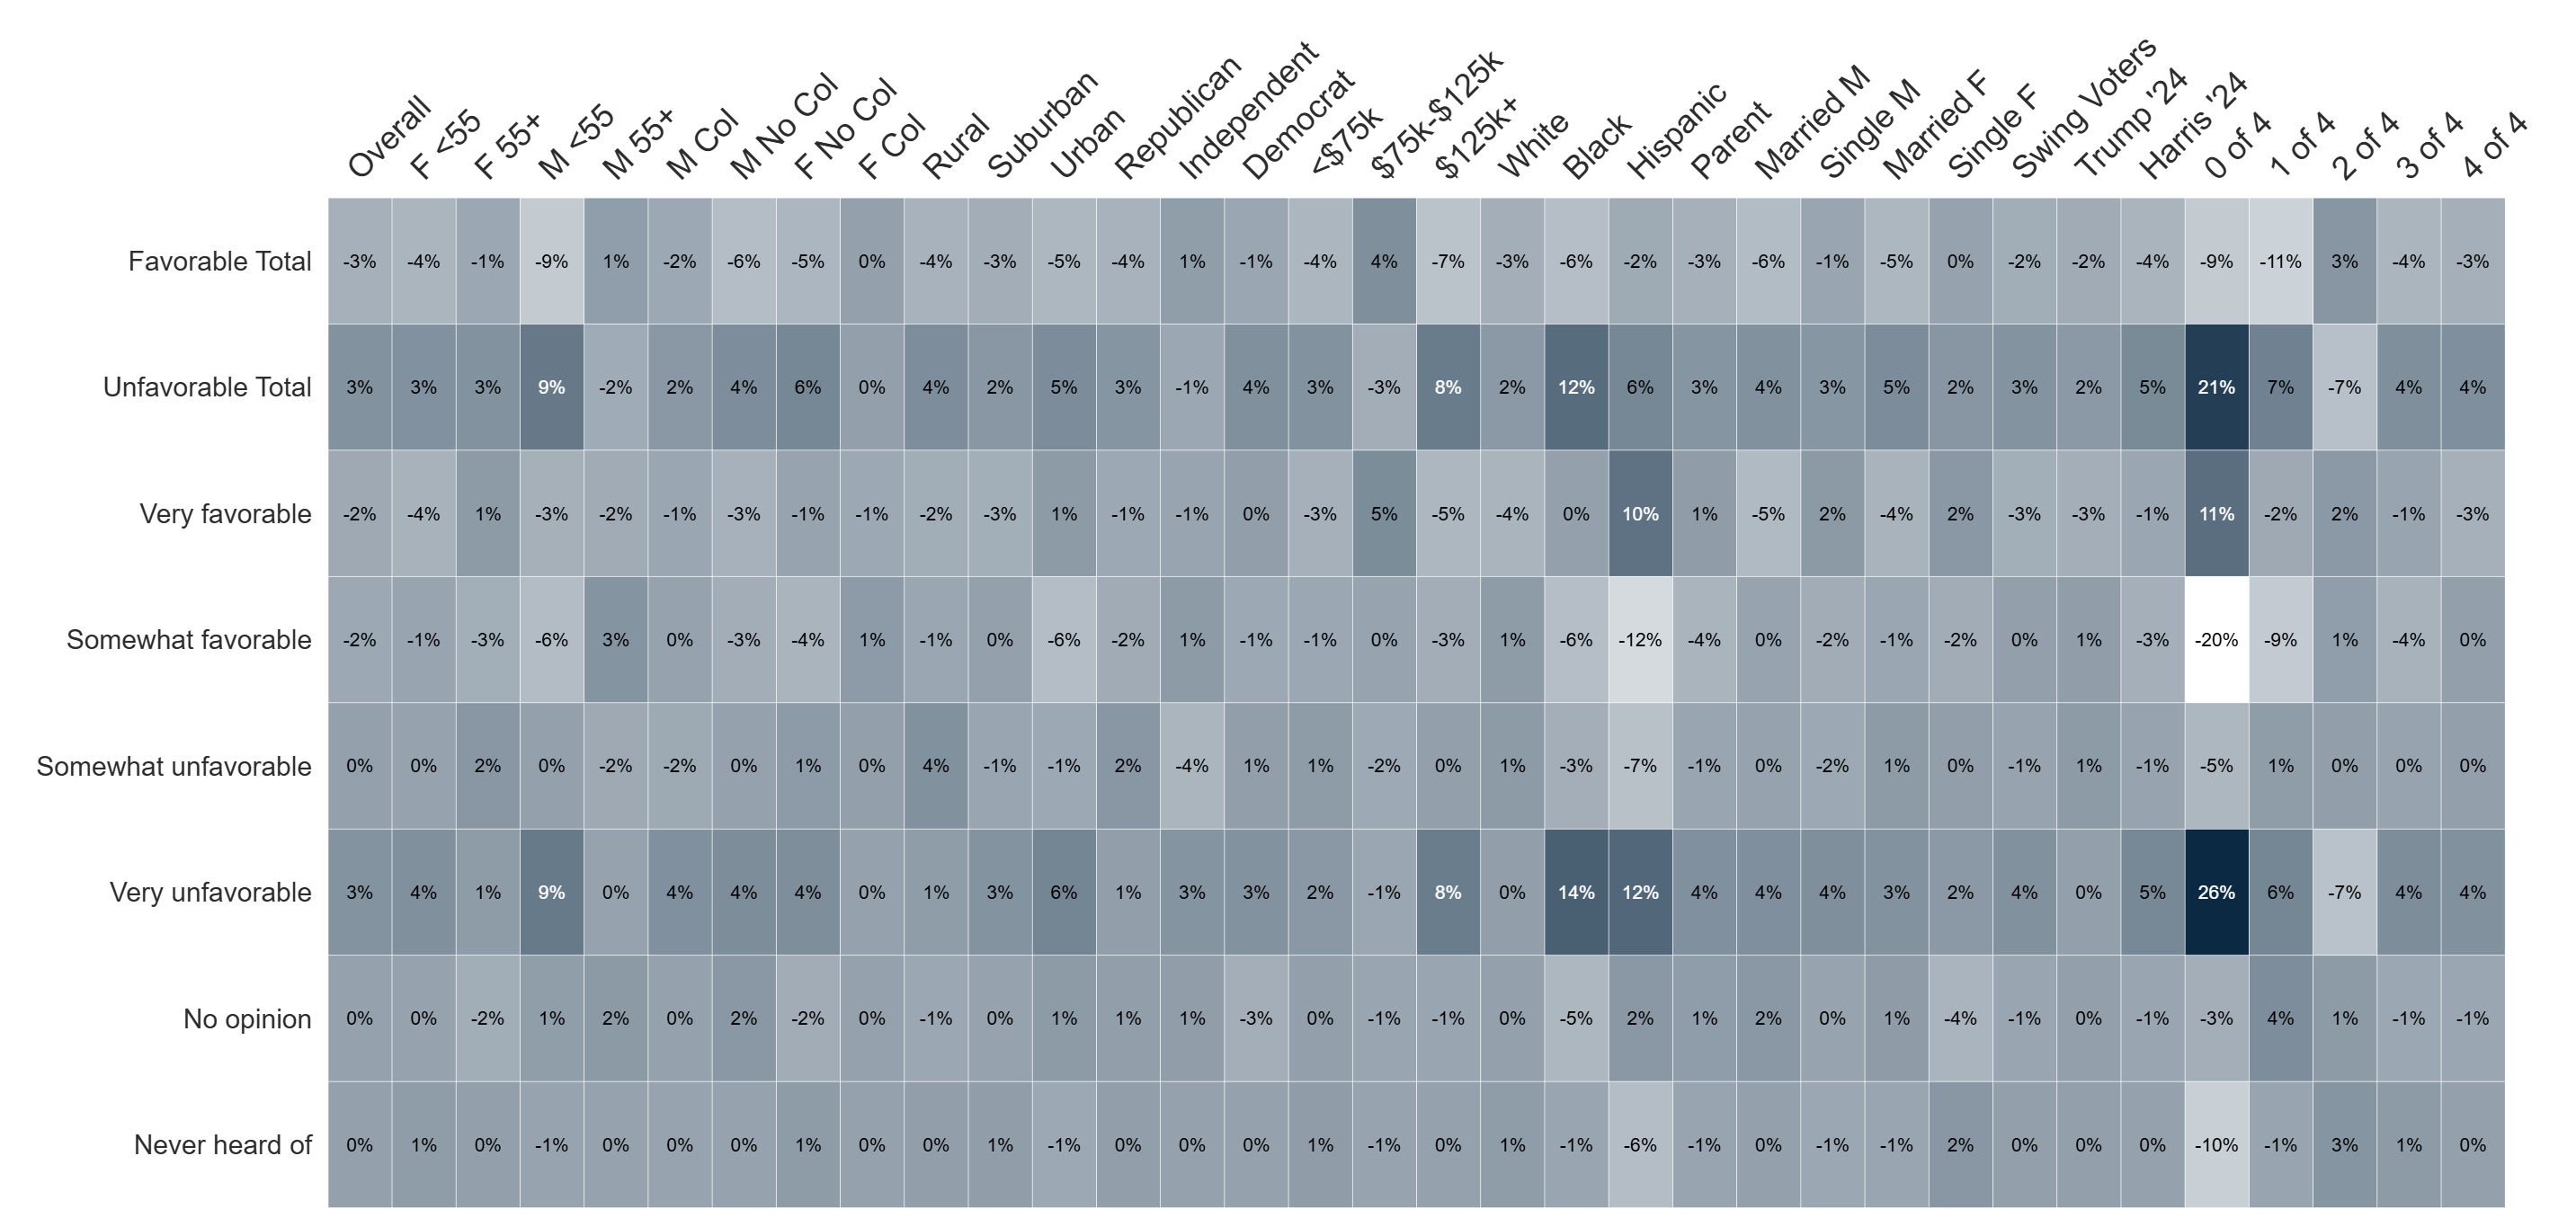 Overall F <55 F 55+ M <55 M 55+ M Col M No Col F No Col F Col Rural Suburban Urban Republican Independent Democrat <$75k $75k-$125k $125k+ White Black Hispanic Parent Married M Single M Married F Single F Swing Voters Trump '24 Harris '24 0 of 4 1 of 4 2 of 4 3 of 4 4 of 4
Favorable Total -3% -4% -1% -9% 1% -2% -6% -5% 0% -4% -3% -5% -4% 1% -1% -4% 4% -7% -3% -6% -2% -3% -6% -1% -5% 0% -2% -2% -4% -9% -11% 3% -4% -3%
Unfavorable Total 3% 3% 3% 9% -2% 2% 4% 6% 0% 4% 2% 5% 3% -1% 4% 3% -3% 8% 2% 12% 6% 3% 4% 3% 5% 2% 3% 2% 5% 21% 7% -7% 4% 4%
Very favorable -2% -4% 1% -3% -2% -1% -3% -1% -1% -2% -3% 1% -1% -1% 0% -3% 5% -5% -4% 0% 10% 1% -5% 2% -4% 2% -3% -3% -1% 11% -2% 2% -1% -3%
Somewhat favorable -2% -1% -3% -6% 3% 0% -3% -4% 1% -1% 0% -6% -2% 1% -1% -1% 0% -3% 1% -6% -12% -4% 0% -2% -1% -2% 0% 1% -3% -20% -9% 1% -4% 0%
Somewhat unfavorable 0% 0% 2% 0% -2% -2% 0% 1% 0% 4% -1% -1% 2% -4% 1% 1% -2% 0% 1% -3% -7% -1% 0% -2% 1% 0% -1% 1% -1% -5% 1% 0% 0% 0%
Very unfavorable 3% 4% 1% 9% 0% 4% 4% 4% 0% 1% 3% 6% 1% 3% 3% 2% -1% 8% 0% 14% 12% 4% 4% 4% 3% 2% 4% 0% 5% 26% 6% -7% 4% 4%
No opinion 0% 0% -2% 1% 2% 0% 2% -2% 0% -1% 0% 1% 1% 1% -3% 0% -1% -1% 0% -5% 2% 1% 2% 0% 1% -4% -1% 0% -1% -3% 4% 1% -1% -1%
Never heard of 0% 1% 0% -1% 0% 0% 0% 1% 0% 0% 1% -1% 0% 0% 0% 1% -1% 0% 1% -1% -6% -1% 0% -1% -1% 2% 0% 0% 0% -10% -1% 3% 1% 0%